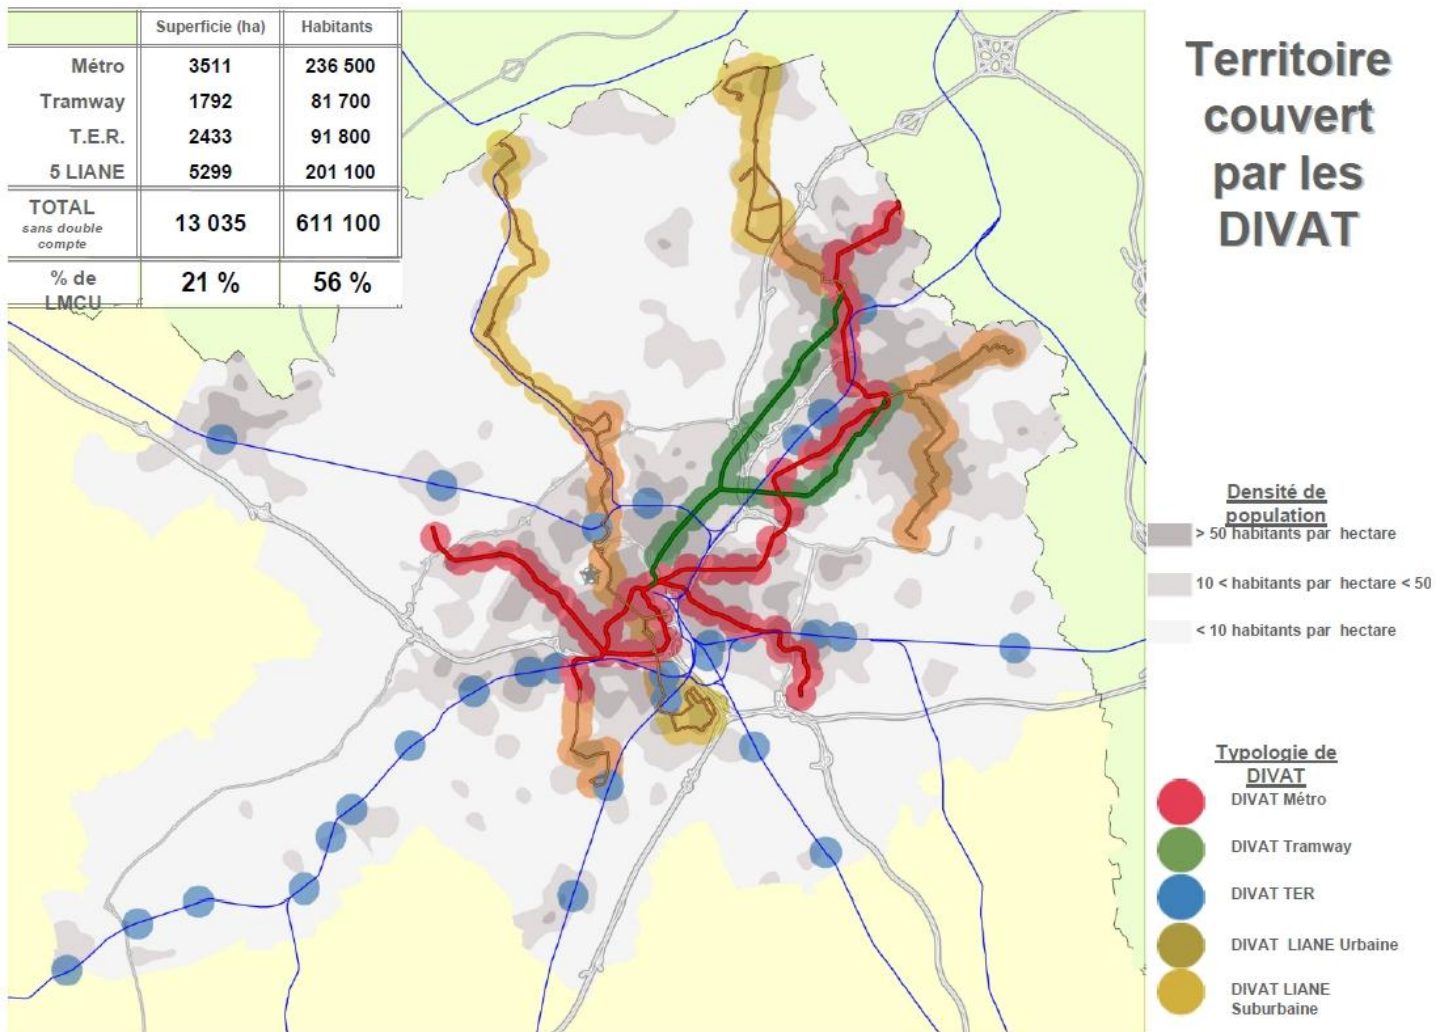 Superficie (ha) Habitants
Métro 3511 236 500
Tramway 1792 81 700
T.E.R. 2433 91 800
5 LIANE 5299 201 100
TOTAL
sans double
compte
13 035 611 100
% de
LMCU
21 % 56 %
Territoire
couvert
par les
DIVAT
Densité de
population
> 50 habitants par hectare
10 < habitants par hectare < 50
< 10 habitants par hectare
Typologie de
DIVAT
DIVAT Métro
DIVAT Tramway
DIVAT TER
DIVAT LIANE Urbaine
DIVAT LIANE
Suburbaine